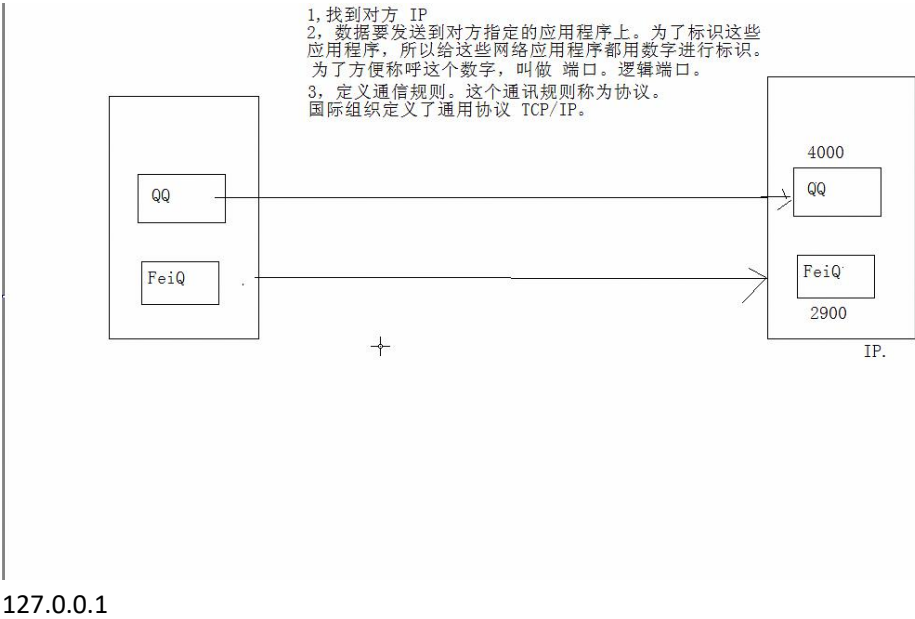 1,找到对方 IP
2，数据要发送到对方指定的应用程序上。为了标识这些
应用程序，所以给这些网络应用程序都用数字进行标识。
为了方便称呼这个数字，叫做 端口。逻辑端口。
3，定义通信规则。这个通讯规则称为协议。
国际组织定义了通用协议 TCP/IP。
4000
QQ
QQ
FeiQ
FeiQ
2900
IP.
127.0.0.1